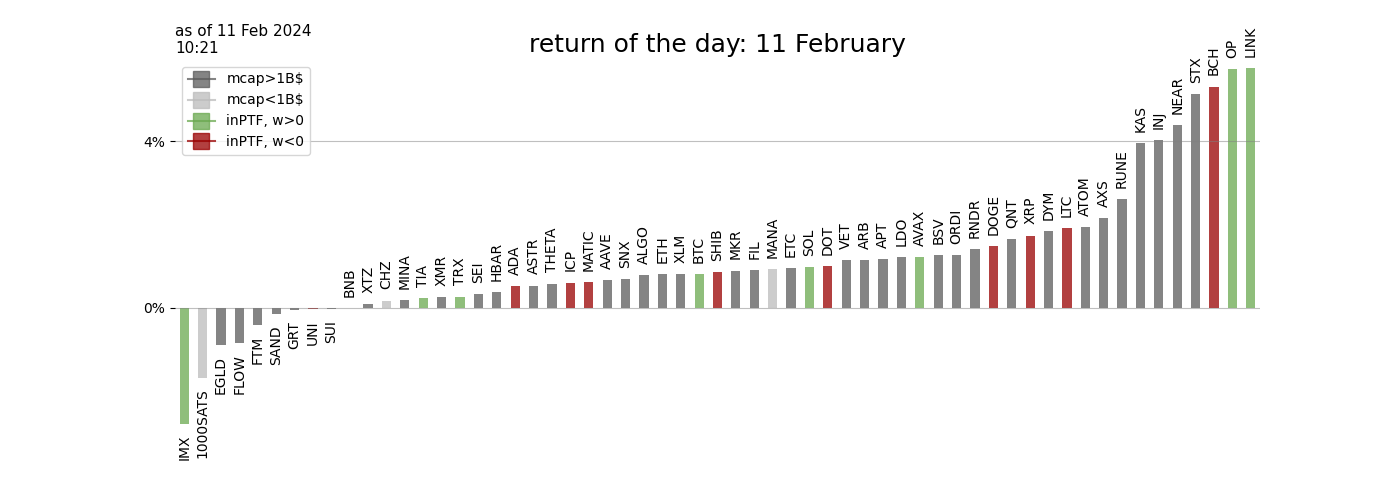 as of 11 Feb 2024
10:21
return of the day: 11 February
mcap>1B$
mcap<1B$
inPTF, w>0
inPTF, w<0
4%
0%
IMX
1000SATS
EGLD
FLOW
FTM
SAND
GRT
UNI
SUI
BNB
XTZ
CHZ
MINA
TIA
XMR
TRX
SEI
HBAR
ADA
ASTR
THETA
ICP
MATIC
AAVE
SNX
ALGO
ETH
XLM
BTC
SHIB
MKR
FIL
MANA
ETC
SOL
DOT
VET
ARB
APT
LDO
AVAX
BSV
ORDI
RNDR
DOGE
QNT
XRP
DYM
LTC
ATOM
AXS
RUNE
KAS
INJ
NEAR
STX
BCH
OP
LINK